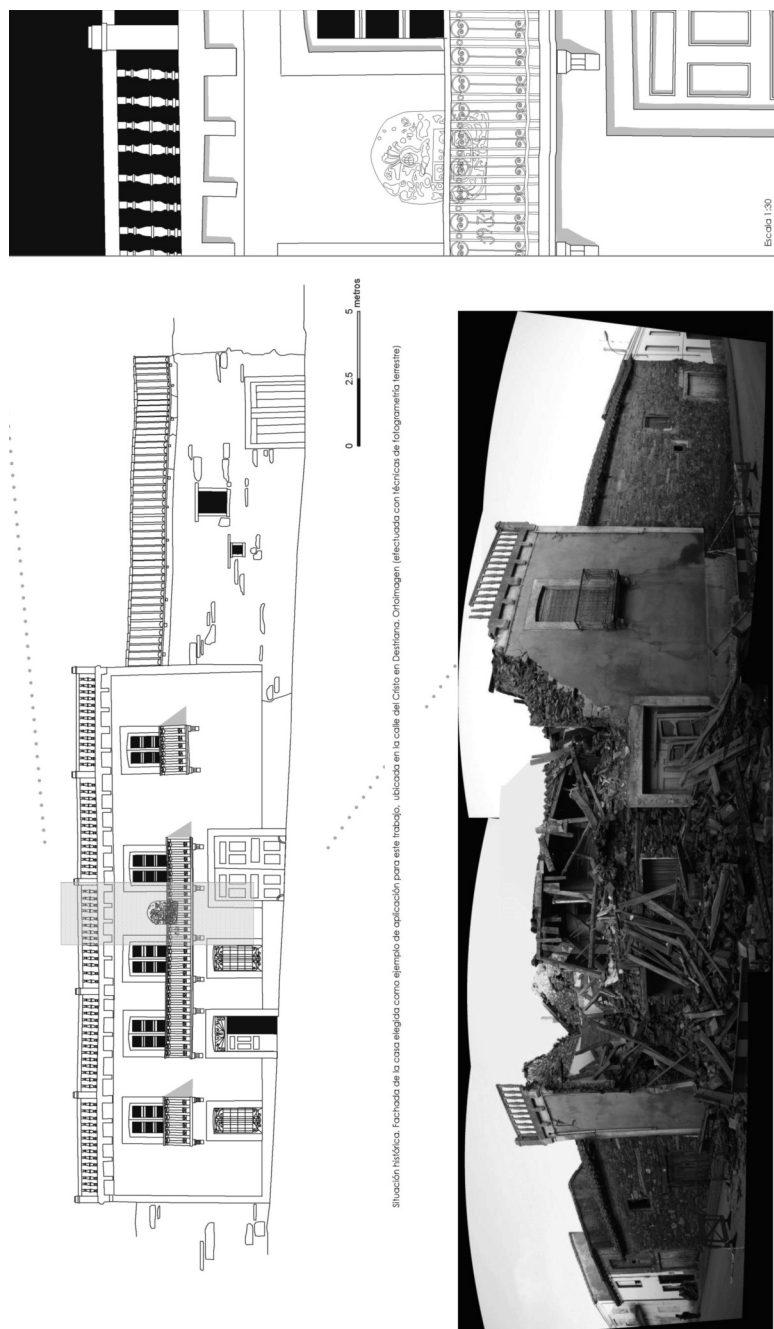 Escala 1:30
0 2.5 5 metros
Situación histórica. Fachada de la casa elegida como ejemplo de aplicación para este trabajo, ubicada en la calle del Cristo en Destriana. Ortoimagen (efectuada con técnicas de fotogrametría terrestre)